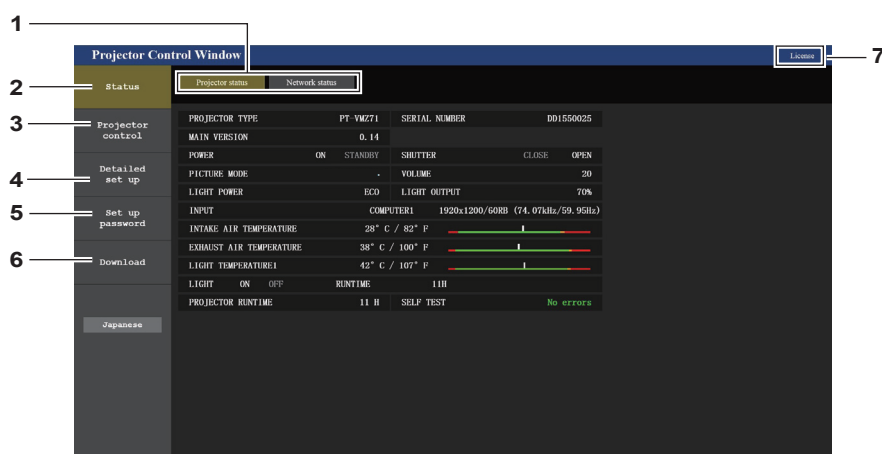 1
Projector Control Window
License
7
2
Status
Projector status Network status
3
Projector
control
4
Detailed
set up
5
Set up
password
6
Download
Japanese
PROJECTOR TYPE PT-VMZ71 SERIAL NUMBER DD1550025
MAIN VERSION 0.14
POWER ON STANDBY SHUTTER CLOSE OPEN
PICTURE MODE . VOLUME 20
LIGHT POWER ECO LIGHT OUTPUT 70%
INPUT COMPUTER1 1920x1200/60RB (74.07kHz/59.95Hz)
INTAKE AIR TEMPERATURE 28° C / 82° F
EXHAUST AIR TEMPERATURE 38° C / 100° F
LIGHT TEMPERATURE1 42° C / 107° F
LIGHT ON OFF RUNTIME 11H
PROJECTOR RUNTIME 11 H SELF TEST No errors